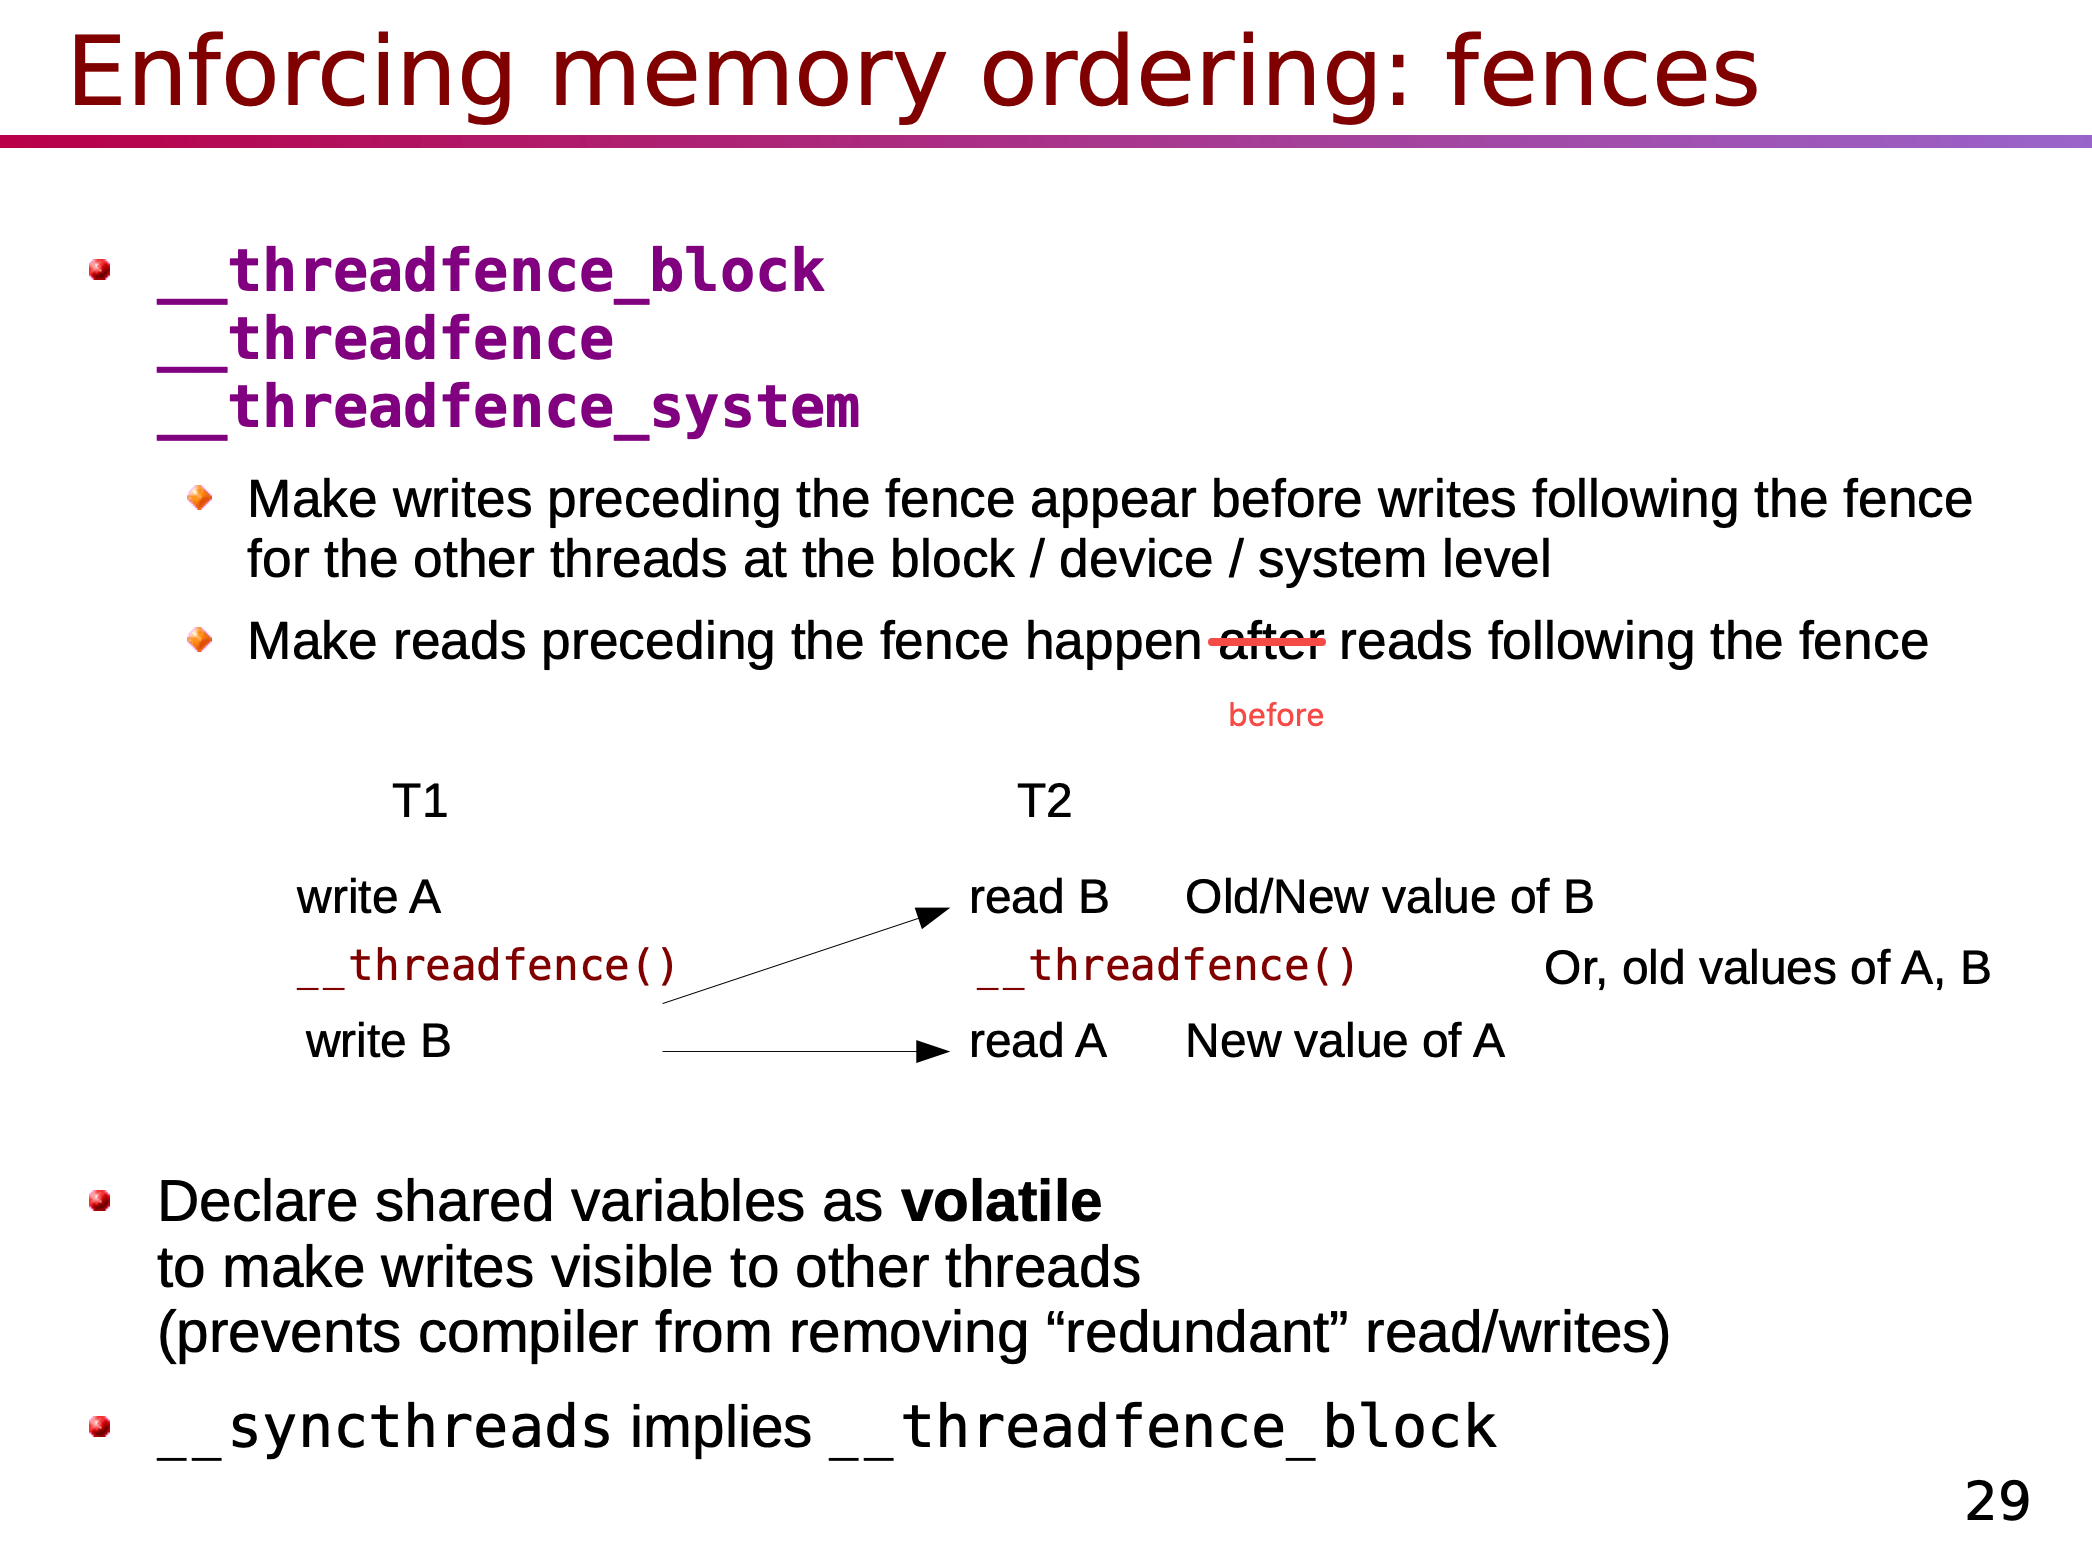 Enforcing memory ordering: fences
__threadfence_block
__threadfence
__threadfence_system
Make writes preceding the fence appear before writes following the fence
for the other threads at the block / device / system level
Make reads preceding the fence happen after reads following the fence
before
T1 T2
write A read B Old/New value of B
__threadfence() __threadfence() Or, old values of A, B
write B read A New value of A
Declare shared variables as volatile
to make writes visible to other threads
(prevents compiler from removing “redundant” read/writes)
__syncthreads implies __threadfence_block
29